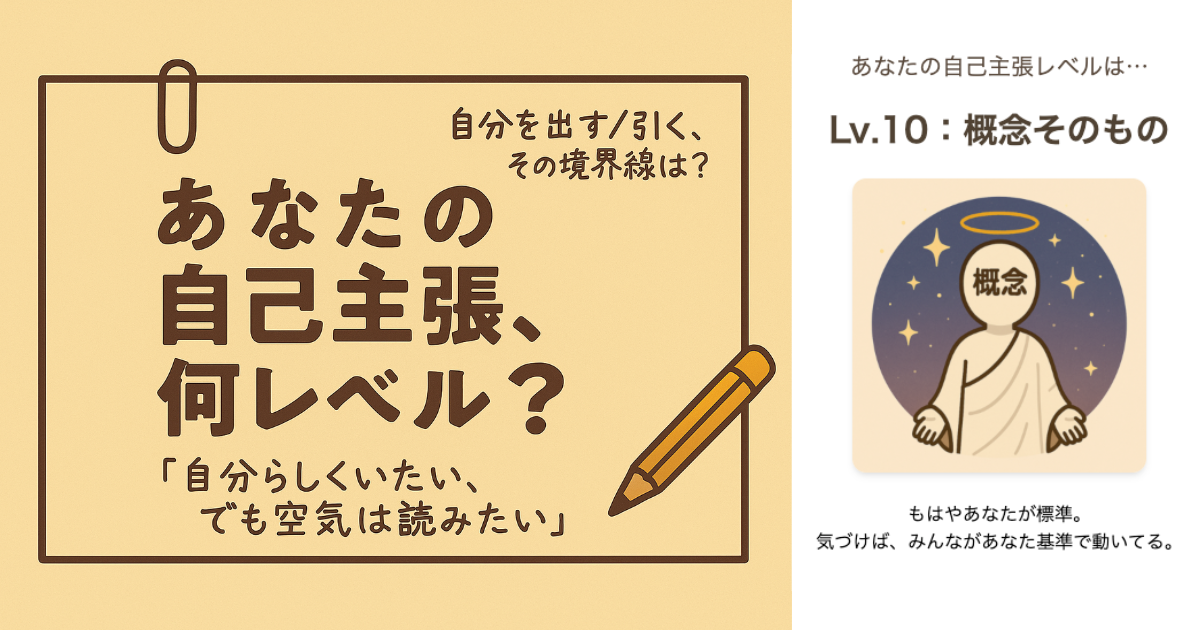 自分を出す/引く、
その境界線は?
あなたの
自己主張、
何レベル?
「自分らしくいたい、
でも空気は読みたい」
あなたの自己主張レベルは…
Lv.10:概念そのもの
概念
もはやあなたが標準。
気づけば、みんながあなた基準で動いてる。